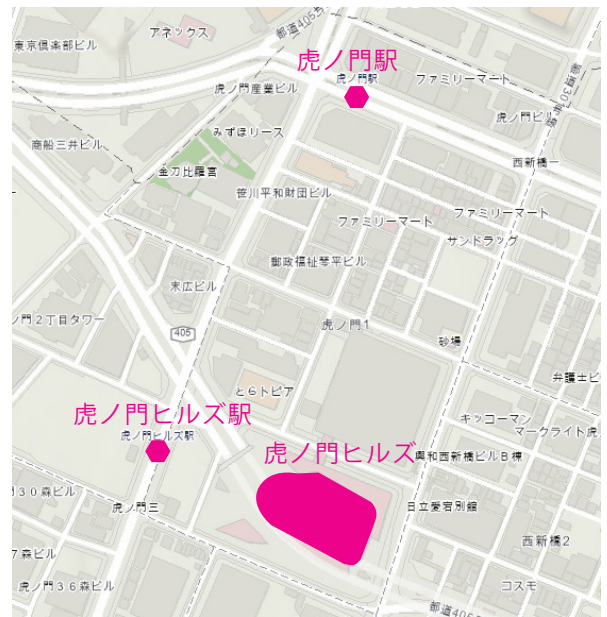 都道405
アネックス
東京倶楽部ビル
虎ノ門駅
虎ノ門駅
ファミリーマート
虎ノ門産業ビル
虎ノ門ビル
みずほリース
商船三井ビル
西新橋一
金刀比羅宮
笹川平和財団ビル
ファミリーマート
ファミリーマート
サンドラッグ
郵政福祉琴平ビル
末広ビル
ノ門2丁目タワー
虎ノ門1
405
砂場
弁護士ビ
とらトピア
虎ノ門ヒルズ駅
キッコーマン
虎ノ門ヒルズ駅
マークライト虎ノ
虎ノ門ヒルズ
興和西新橋ビルB棟
30森ビル
虎ノ門三
日立愛宕別館
西新橋2
7森ビル
虎ノ門36森ビル
コスモ
都道405